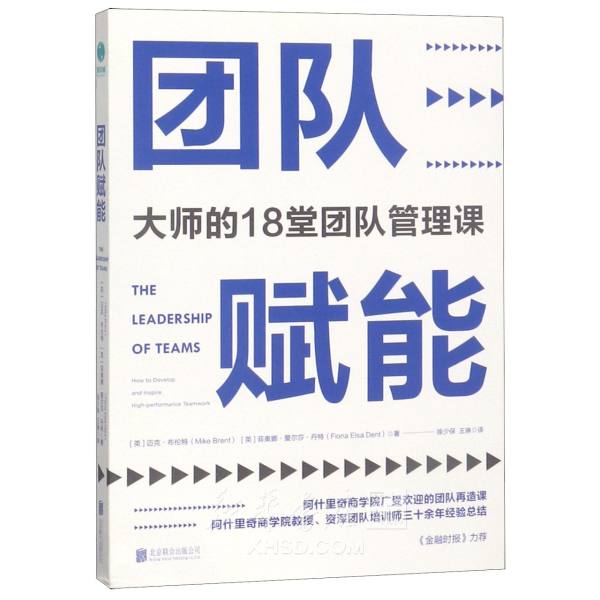 团队
大师的18堂团队管理课
赋能
THE
LEADERSHIP
OF TEAMS
How to Develop
and Inspire
High-performance Teamwork
［英］迈克·布伦特（Mike Brent）［英］菲奥娜·爱尔莎·丹特（Fiona Elsa Dent）◎著
徐少保 王琳◎译
阿什里奇商学院广受欢迎的团队再造课
阿什里奇商学院教授、资深团队培训师三十余年经验总结
《金融时报》力荐
北京联合出版公司
XHSD.COM
团队赋能
THE
LEADERSHIP
OF TEAMS